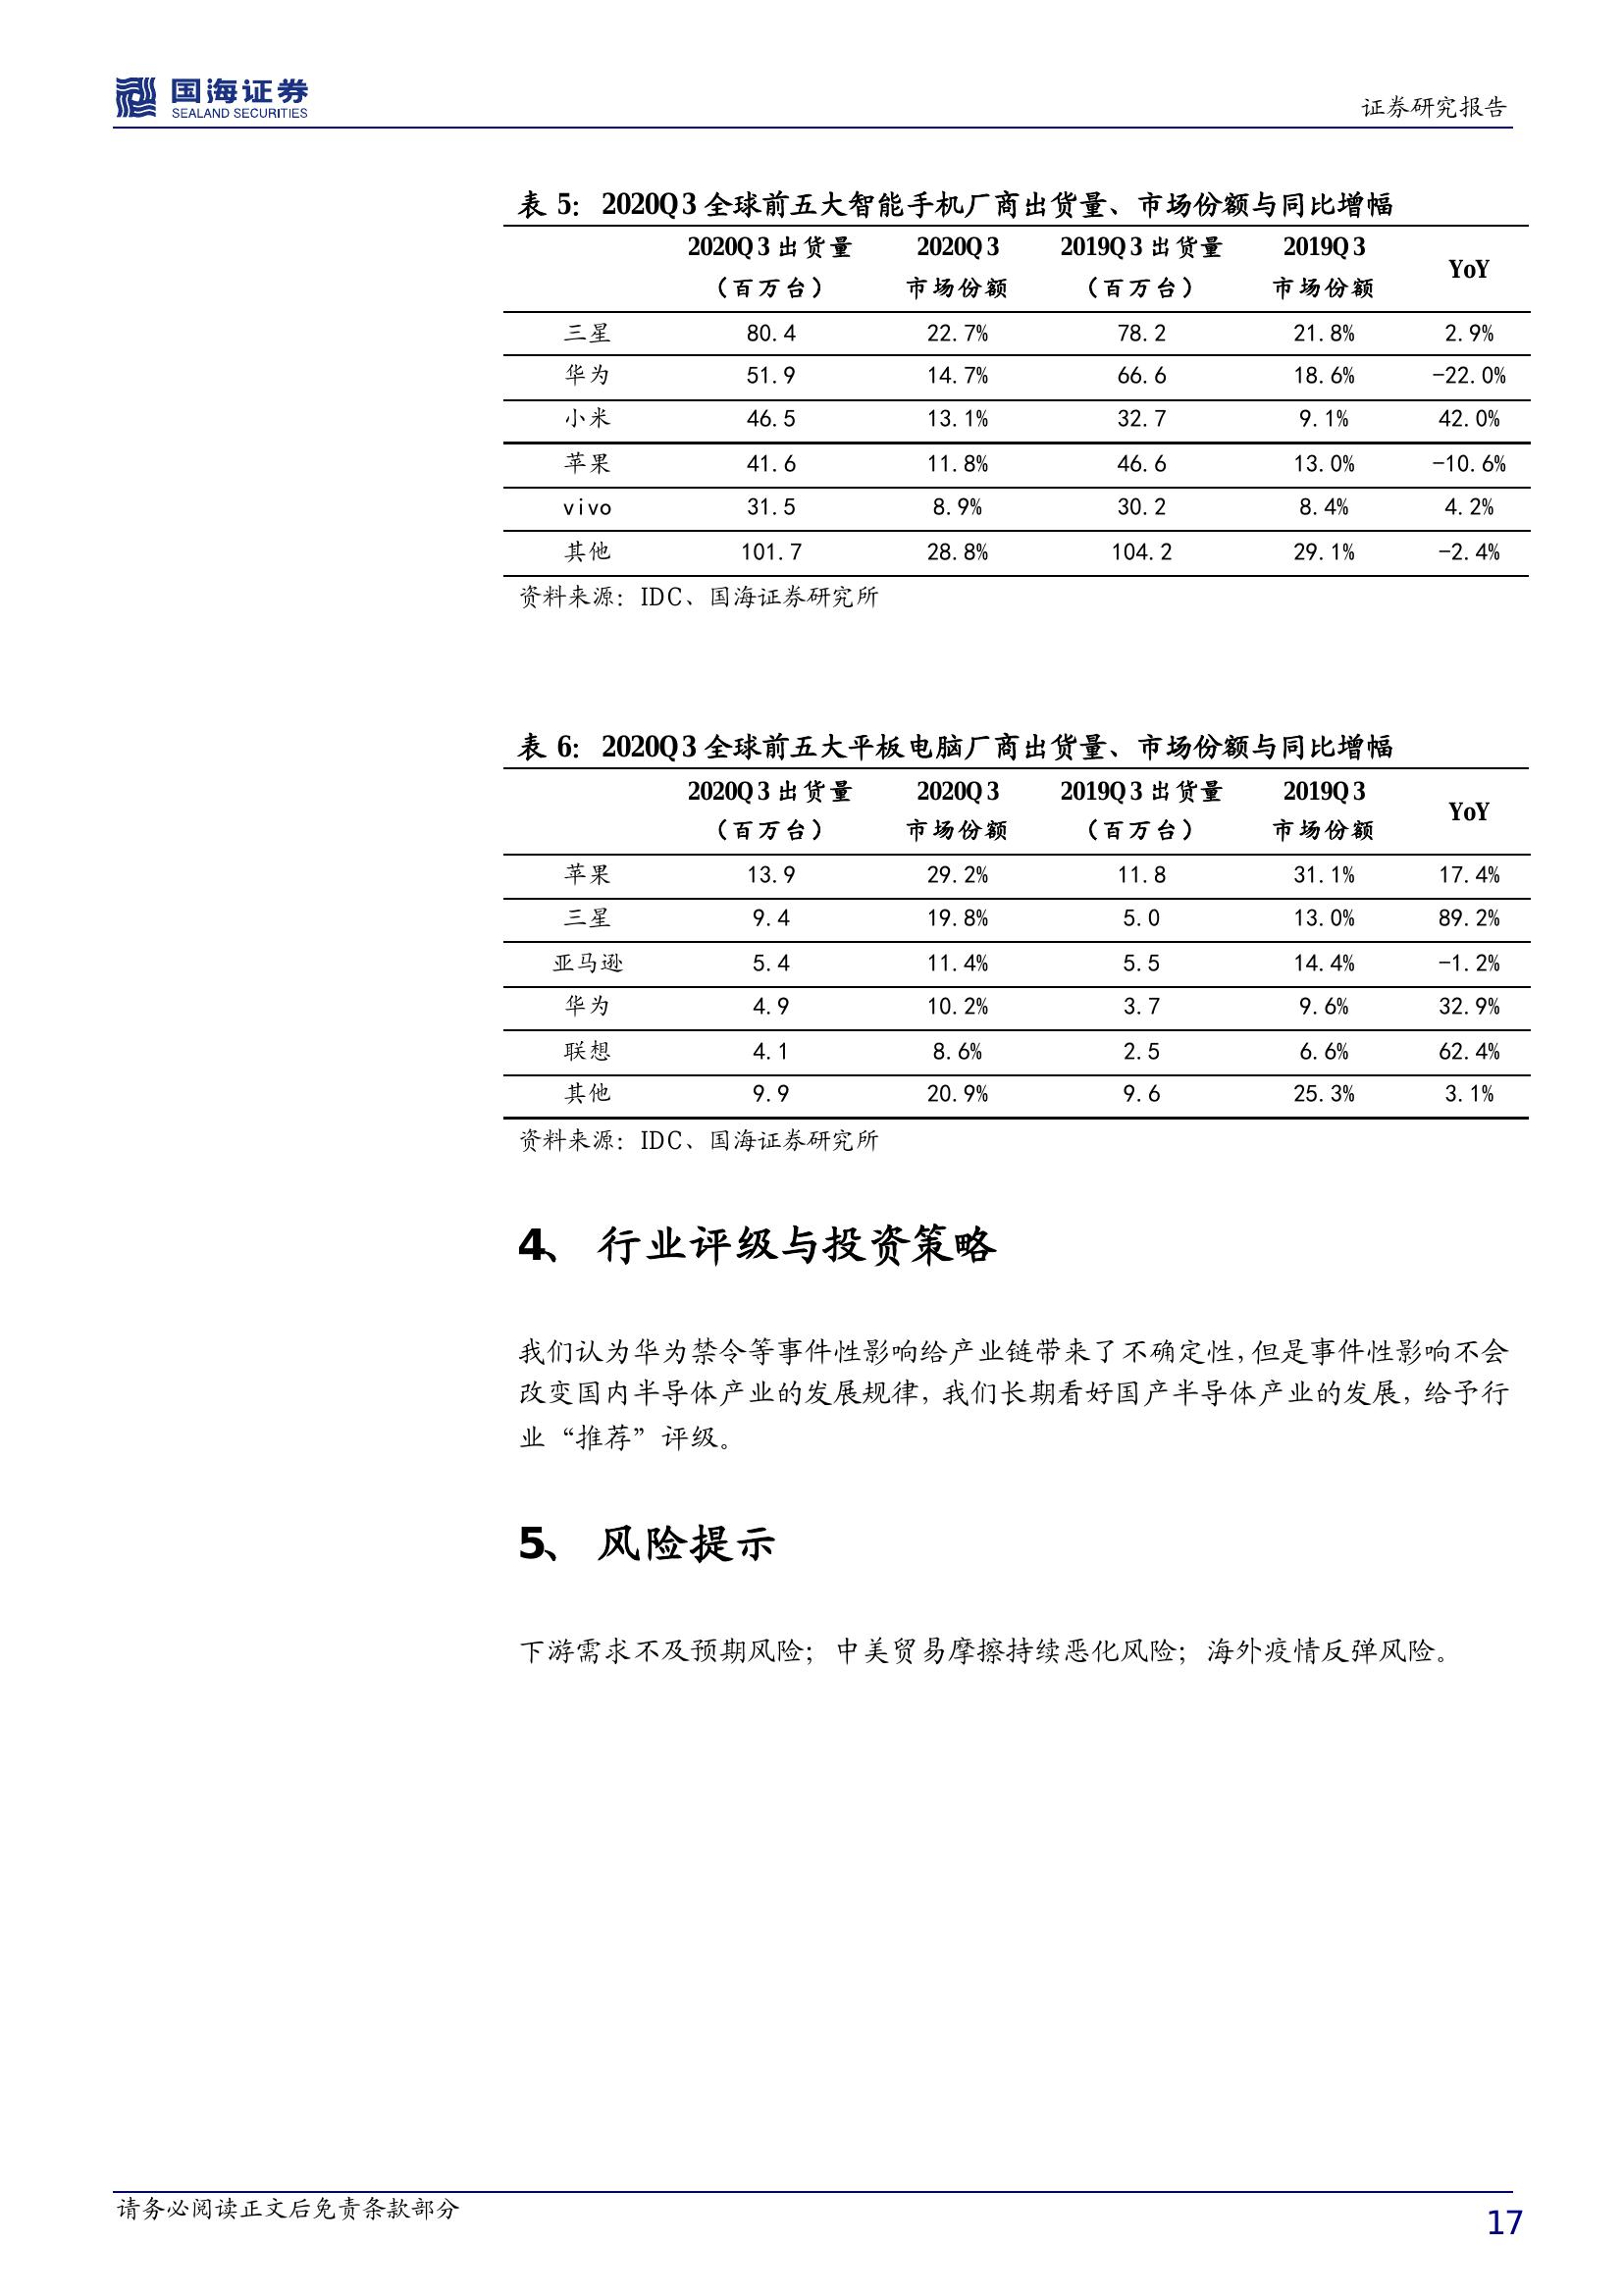 国海证券
SEALAND SECURITIES
证券研究报告
表 5： 2020Q3 全球前五大智能手机厂商出货量、市场份额与同比增幅
2020Q3 出货量 2020Q3 2019Q3 出货量 2019Q3 YoY
（百万台） 市场份额 （百万台） 市场份额
三星 80.4 22.7% 78.2 21.8% 2.9%
华为 51.9 14.7% 66.6 18.6% -22.0%
小米 46.5 13.1% 32.7 9.1% 42.0%
苹果 41.6 11.8% 46.6 13.0% -10.6%
vivo 31.5 8.9% 30.2 8.4% 4.2%
其他 101.7 28.8% 104.2 29.1% -2.4%
资料来源：IDC、国海证券研究所
表 6： 2020Q3 全球前五大平板电脑厂商出货量、市场份额与同比增幅
2020Q3 出货量 2020Q3 2019Q3 出货量 2019Q3 YoY
（百万台） 市场份额 （百万台） 市场份额
苹果 13.9 29.2% 11.8 31.1% 17.4%
三星 9.4 19.8% 5.0 13.0% 89.2%
亚马逊 5.4 11.4% 5.5 14.4% -1.2%
华为 4.9 10.2% 3.7 9.6% 32.9%
联想 4.1 8.6% 2.5 6.6% 62.4%
其他 9.9 20.9% 9.6 25.3% 3.1%
资料来源：IDC、国海证券研究所
4、 行业评级与投资策略
我们认为华为禁令等事件性影响给产业链带来了不确定性，但是事件性影响不会
改变国内半导体产业的发展规律，我们长期看好国产半导体产业的发展，给予行
业“推荐”评级。
5、 风险提示
下游需求不及预期风险；中美贸易摩擦持续恶化风险；海外疫情反弹风险。
请务必阅读正文后免责条款部分
17